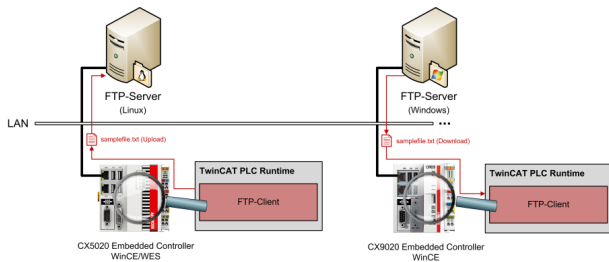 FTP-Server
(Linux)
FTP-Server
(Windows)
LAN
...
samplefile.txt (Upload)
samplefile.txt (Download)
TwinCAT PLC Runtime
FTP-Client
TwinCAT PLC Runtime
FTP-Client
CX5020 Embedded Controller
WinCE/WES
CX9020 Embedded Controller
WinCE